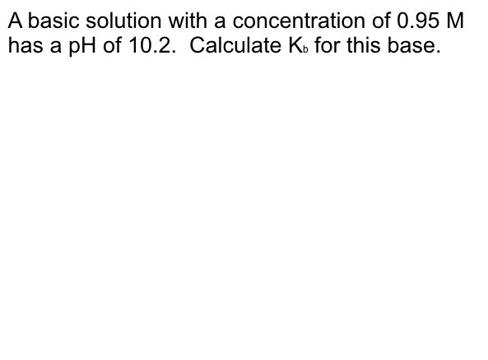 A basic solution with a concentration of 0.95 M
has a pH of 10.2.  Calculate Kb for this base.